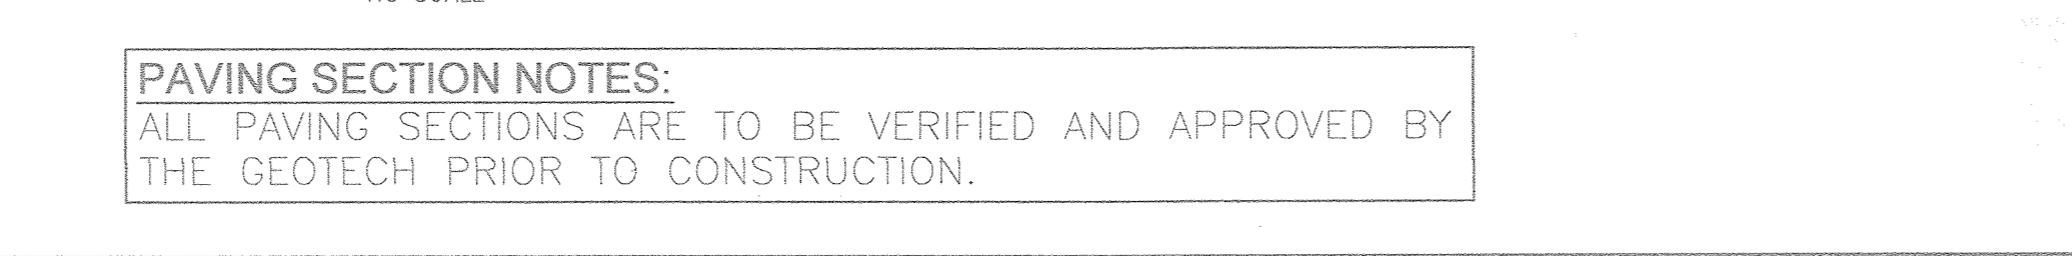 PAVING SECTION NOTES:
ALL PAVING SECTIONS ARE TO BE VERIFIED AND APPROVED BY
THE GEOTECH PRIOR TO CONSTRUCTION.